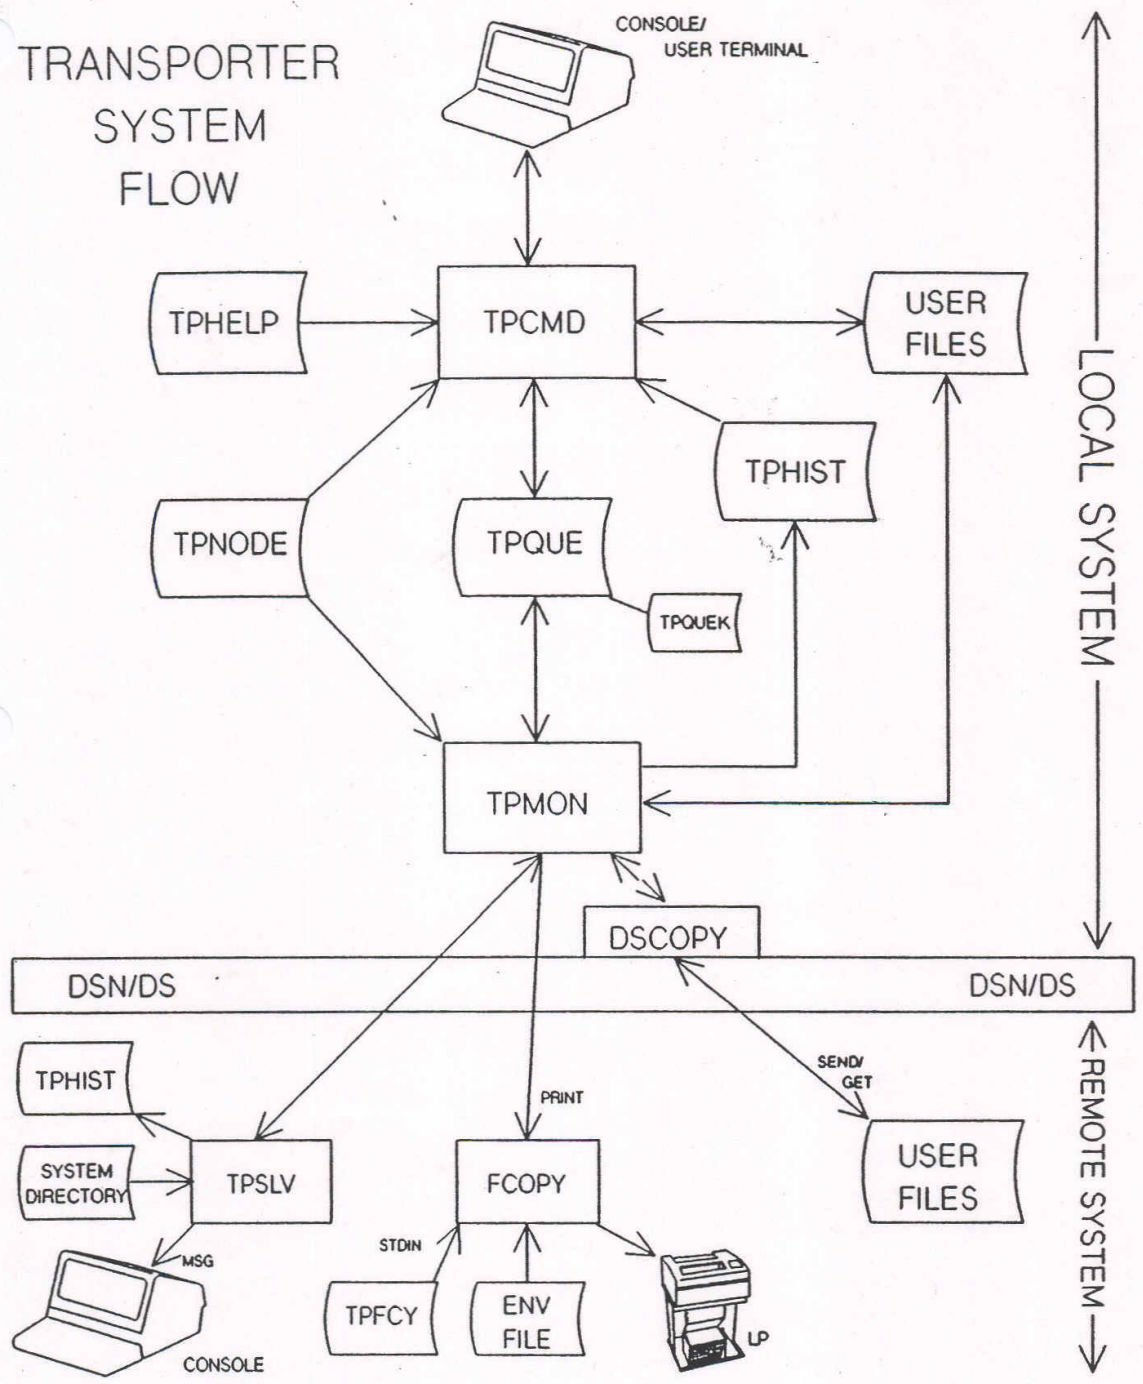 TRANSPORTER
SYSTEM
FLOW
CONSOLE/
USER TERMINAL
TPHELP
TPCMD
USER
FILES
LOCAL SYSTEM
TPHIST
TPNODE
TPQUE
TPQUEK
TPMON
DSCOPY
DSN/DS
DSN/DS
TPHIST
SEND/
GET
PRINT
REMOTE SYSTEM
SYSTEM
DIRECTORY
TPSLV
FCOPY
USER
FILES
MSG
STDIN
TPFCY
ENV
FILE
LP
CONSOLE